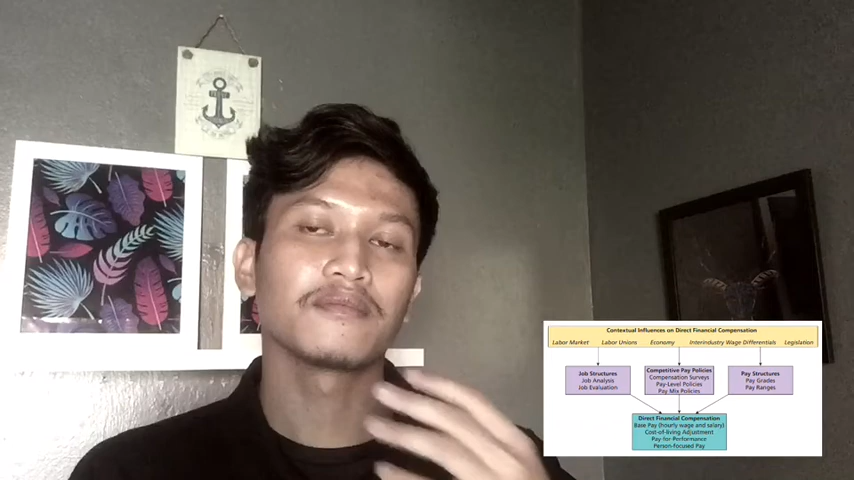 Contextual Influences on Direct Financial Compensation
Labor Market Labor Unions Economy Interindustry Wage Differentials Legislation
Job Structures
Job Analysis
Job Evaluation
Competitive Pay Policies
Compensation Surveys
Pay-Level Policies
Pay Mix Policies
Pay Structures
Pay Grades
Pay Ranges
Direct Financial Compensation
Base Pay (hourly wage and salary)
Cost-of-living Adjustment
Pay for Performance
Person-focused Pay